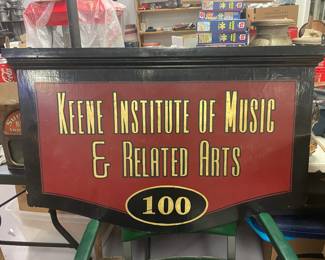 KEENE INSTITUTE OF MUSIC
& RELATED ARTS
100